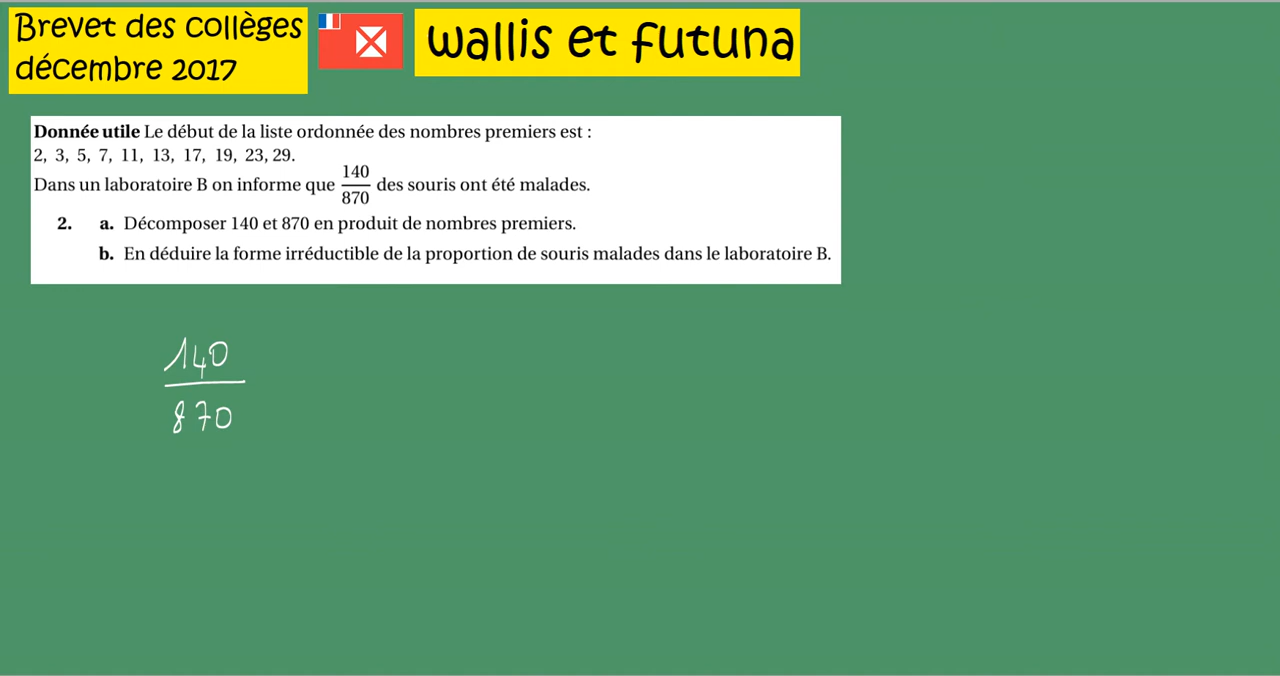 Brevet des collèges
décembre 2017
wallis et futuna
Donnée utile Le début de la liste ordonnée des nombres premiers est :
2, 3, 5, 7, 11, 13, 17, 19, 23, 29.
Dans un laboratoire B on informe que 140/870 des souris ont été malades.
2. a. Décomposer 140 et 870 en produit de nombres premiers.
b. En déduire la forme irréductible de la proportion de souris malades dans le laboratoire B.
140
870